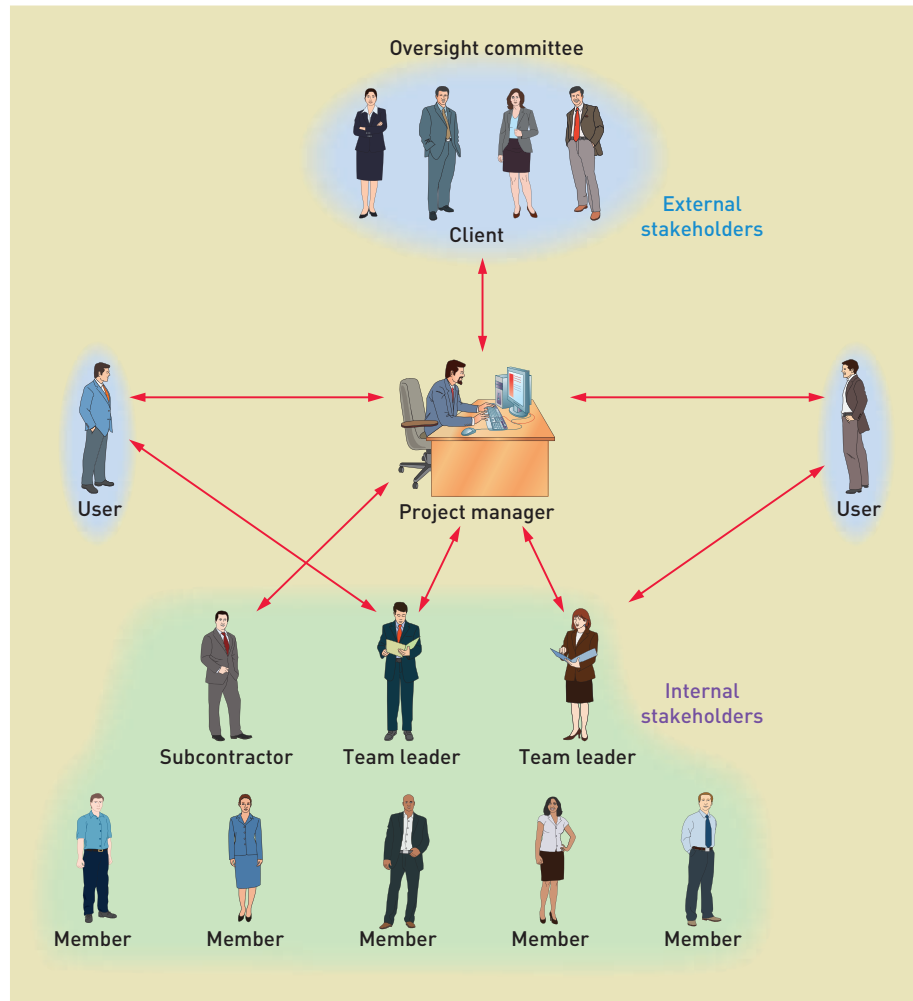 Oversight committee
Client
External
stakeholders
User
Project manager
User
Subcontractor
Team leader
Team leader
Internal
stakeholders
Member
Member
Member
Member
Member